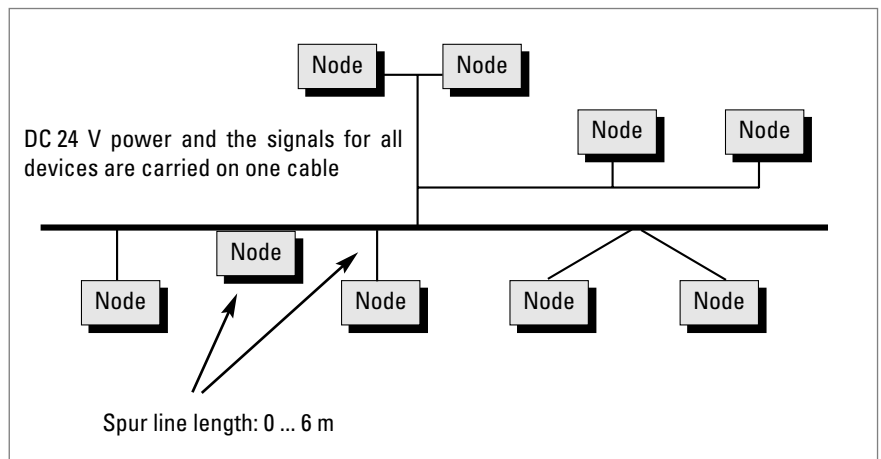 Node Node
DC 24 V power and the signals for all
devices are carried on one cable
Node Node
Node
Node Node Node Node
Spur line length: 0 ... 6 m